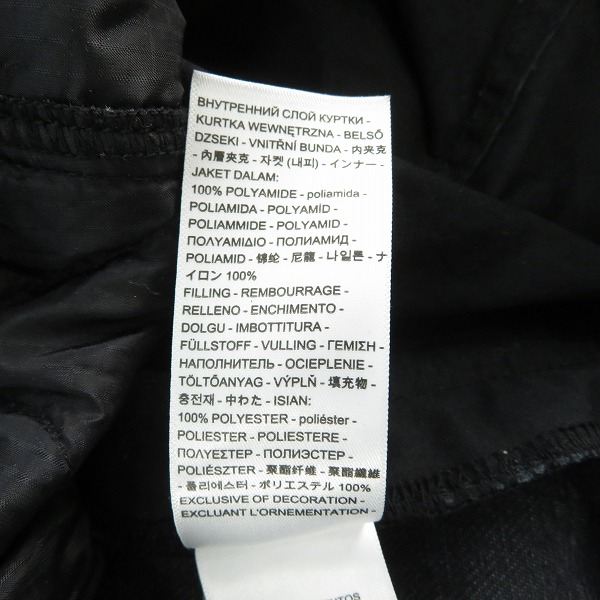 ВНУТРЕННИЙ СЛОЙ КУРТКИ -
KURTKA WEWNĘTRZNA - BELSŐ
DZSEKI - VNITŘNÍ BUNDA - 内夹克
- 內層夾克 - 자켓 (내피) - インナー -
JAKET DALAM:
100% POLYAMIDE - poliamida -
POLIAMIDA - POLYAMID -
POLIAMMIDE - POLYAMID -
ΠΟΛΥΑΜΙΔΙΟ - ПОЛИАМИД -
POLIAMID - 锦纶 - 尼龍 - 나일론 - ナ
イロン 100%
FILLING - REMBOURRAGE -
RELLENO - ENCHIMENTO -
DOLGU - IMBOTTITURA -
FÜLLSTOFF - VULLING - ΓΕΜΙΣΗ -
НАПОЛНИТЕЛЬ - OCIEPLENIE -
TÖLTŐANYAG - VÝPLŇ - 填充物 -
충전재 - 中わた - ISIAN:
100% POLYESTER - poliéster -
POLIESTER - POLIESTERE -
ΠΟΛΥΕΣΤΕΡ - ПОЛИЭСТЕР -
POLIÉSZTER - 聚酯纤维 - 聚酯纖維
- 폴리에스터 - ポリエステル 100%
EXCLUSIVE OF DECORATION -
EXCLUANT L'ORNEMENTATION -